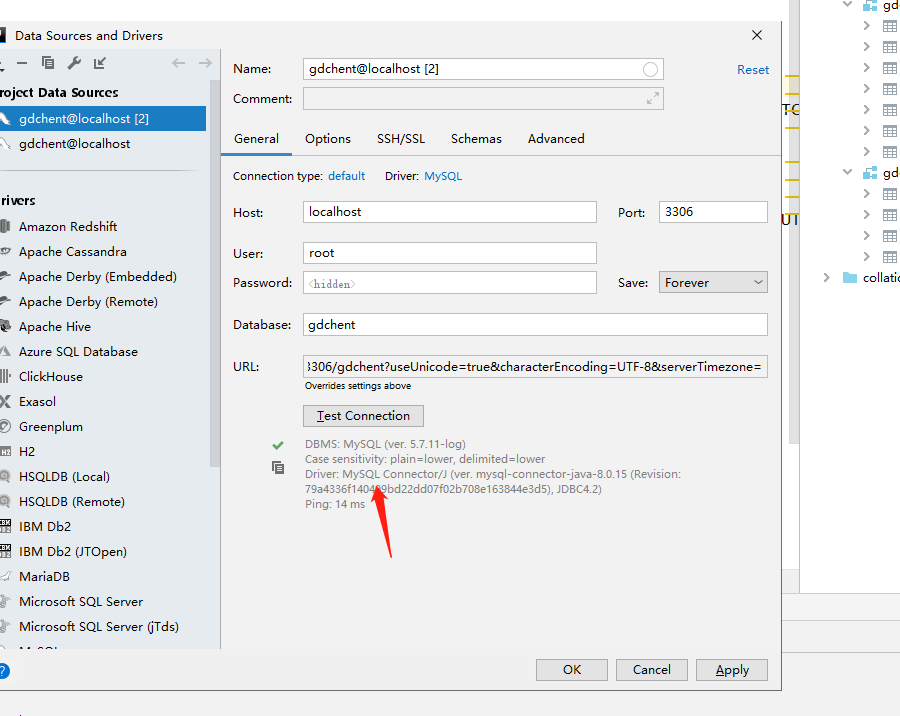 Data Sources and Drivers
Name:
gdchent@localhost [2]
Reset
Comment:
roject Data Sources
gdchent@localhost [2]
gdchent@localhost
rivers
Amazon Redshift
Apache Cassandra
Apache Derby (Embedded)
Apache Derby (Remote)
Apache Hive
Azure SQL Database
ClickHouse
Exasol
Greenplum
H2
HSQLDB (Local)
HSQLDB (Remote)
IBM Db2
IBM Db2 (JTOpen)
MariaDB
Microsoft SQL Server
Microsoft SQL Server (jTds)
General
Options
SSH/SSL
Schemas
Advanced
Connection type: default
Driver: MySQL
Host:
localhost
Port:
3306
User:
root
Password:
<hidden>
Save:
Forever
Database:
gdchent
URL:
3306/gdchent?useUnicode=true&characterEncoding=UTF-8&serverTimezone=
Overrides settings above
Test Connection
DBMS: MySQL (ver. 5.7.11-log)
Case sensitivity: plain=lower, delimited=lower
Driver: MySQL Connector/J (ver. mysql-connector-java-8.0.15 (Revision:
bd22dd07f02b708e163844e3d5), JDBC4.2)
Ping: 14 ms
OK
Cancel
Apply
gd
gd
collatio